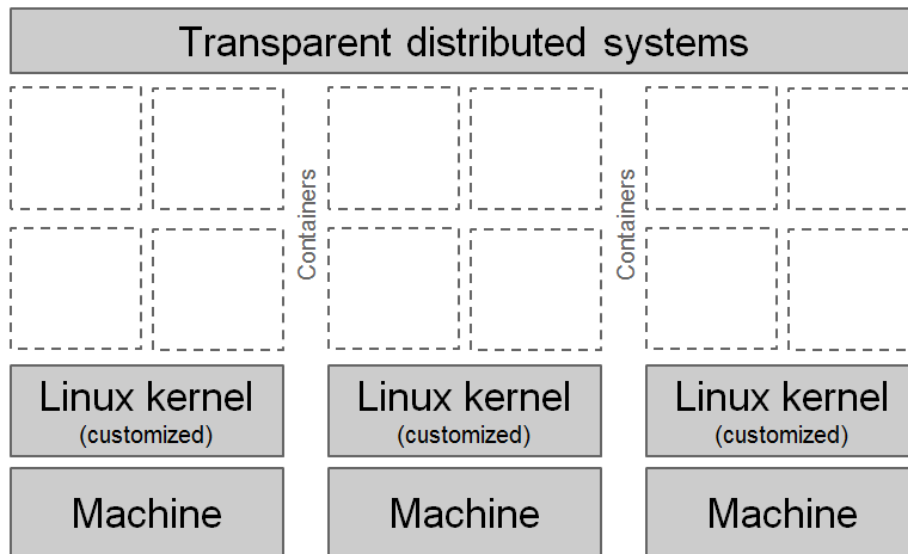 Transparent distributed systems
Containers
Containers
Linux kernel
(customized)
Linux kernel
(customized)
Linux kernel
(customized)
Machine
Machine
Machine